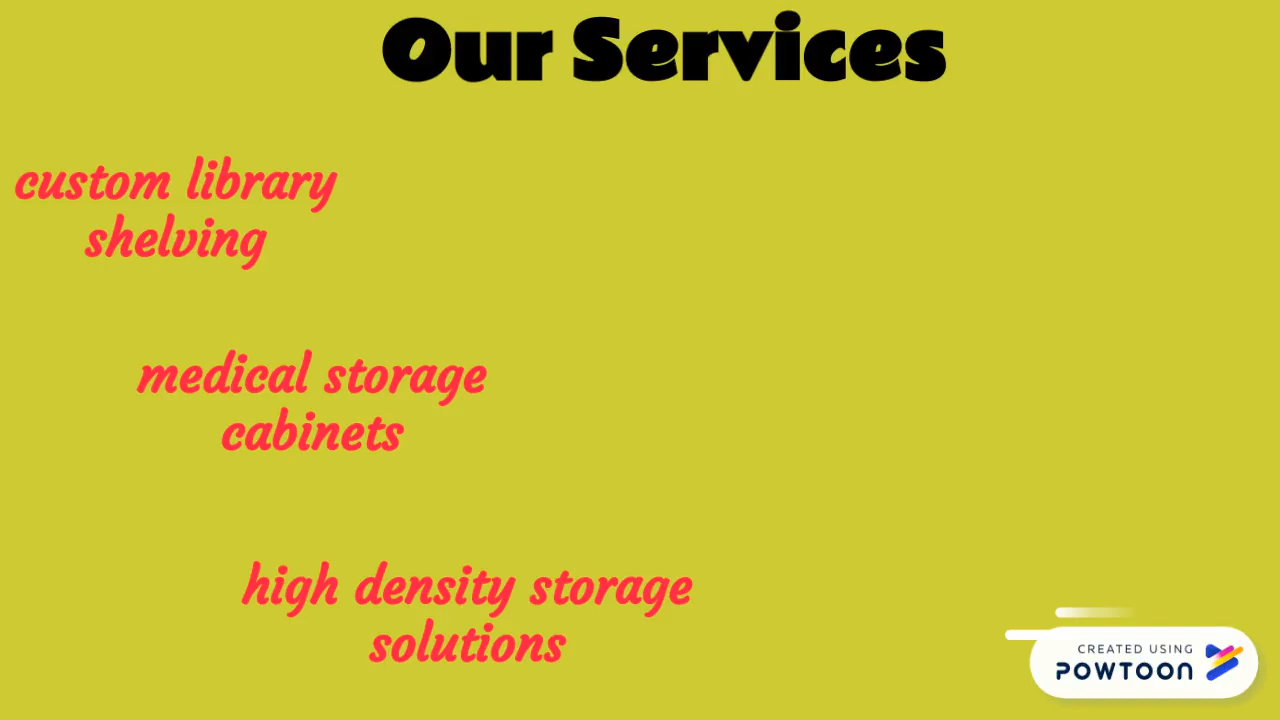 Our Services
custom library
shelving
medical storage
cabinets
high density storage
solutions
CREATED USING
POWTOON